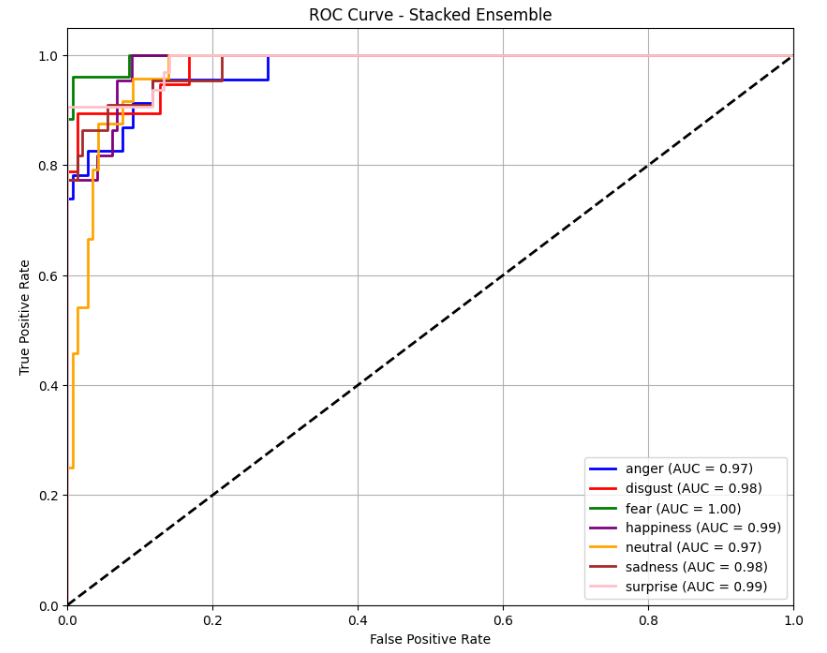 ROC Curve - Stacked Ensemble
True Positive Rate
1.0
0.8
0.6
0.4
0.2
0.0
anger (AUC = 0.97)
disgust (AUC = 0.98)
fear (AUC = 1.00)
happiness (AUC = 0.99)
neutral (AUC = 0.97)
sadness (AUC = 0.98)
surprise (AUC = 0.99)
0.0 0.2 0.4 0.6 0.8 1.0
False Positive Rate